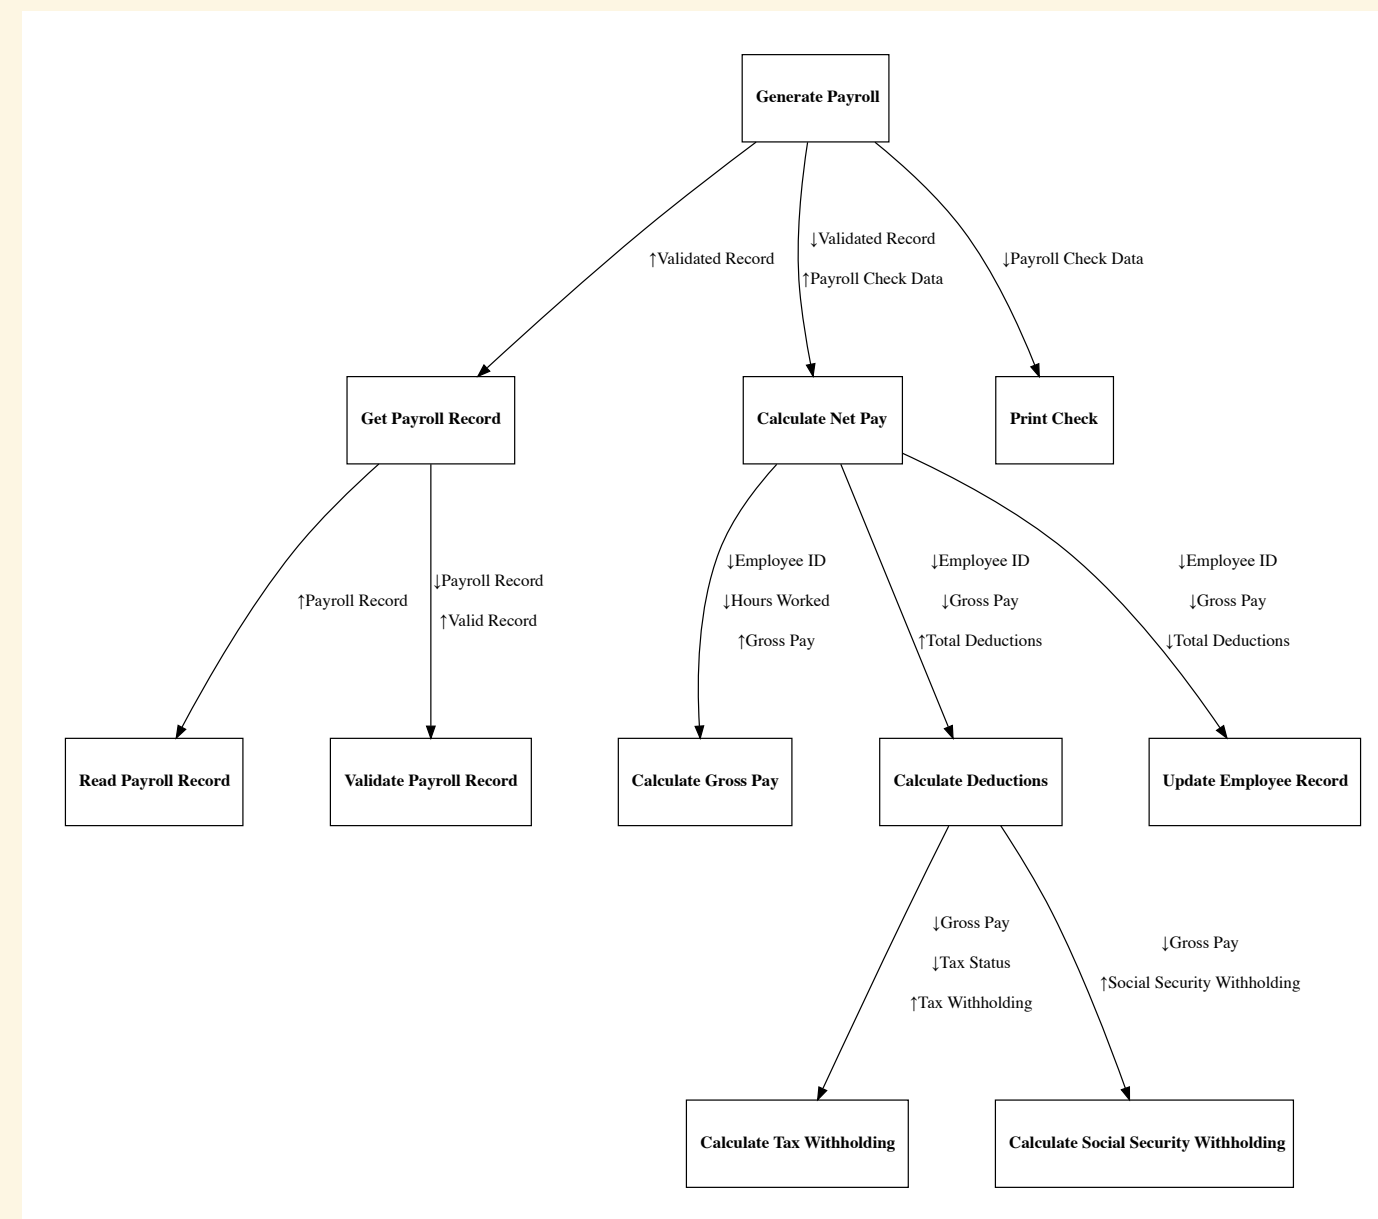 Generate Payroll
↑Validated Record
↓Validated Record
↑Payroll Check Data
↓Payroll Check Data
Get Payroll Record
Calculate Net Pay
Print Check
↑Payroll Record
↓Payroll Record
↑Valid Record
↓Employee ID
↓Hours Worked
↑Gross Pay
↓Employee ID
↓Gross Pay
↑Total Deductions
↓Employee ID
↓Gross Pay
↓Total Deductions
Read Payroll Record
Validate Payroll Record
Calculate Gross Pay
Calculate Deductions
Update Employee Record
↓Gross Pay
↓Tax Status
↑Tax Withholding
↓Gross Pay
↑Social Security Withholding
Calculate Tax Withholding
Calculate Social Security Withholding